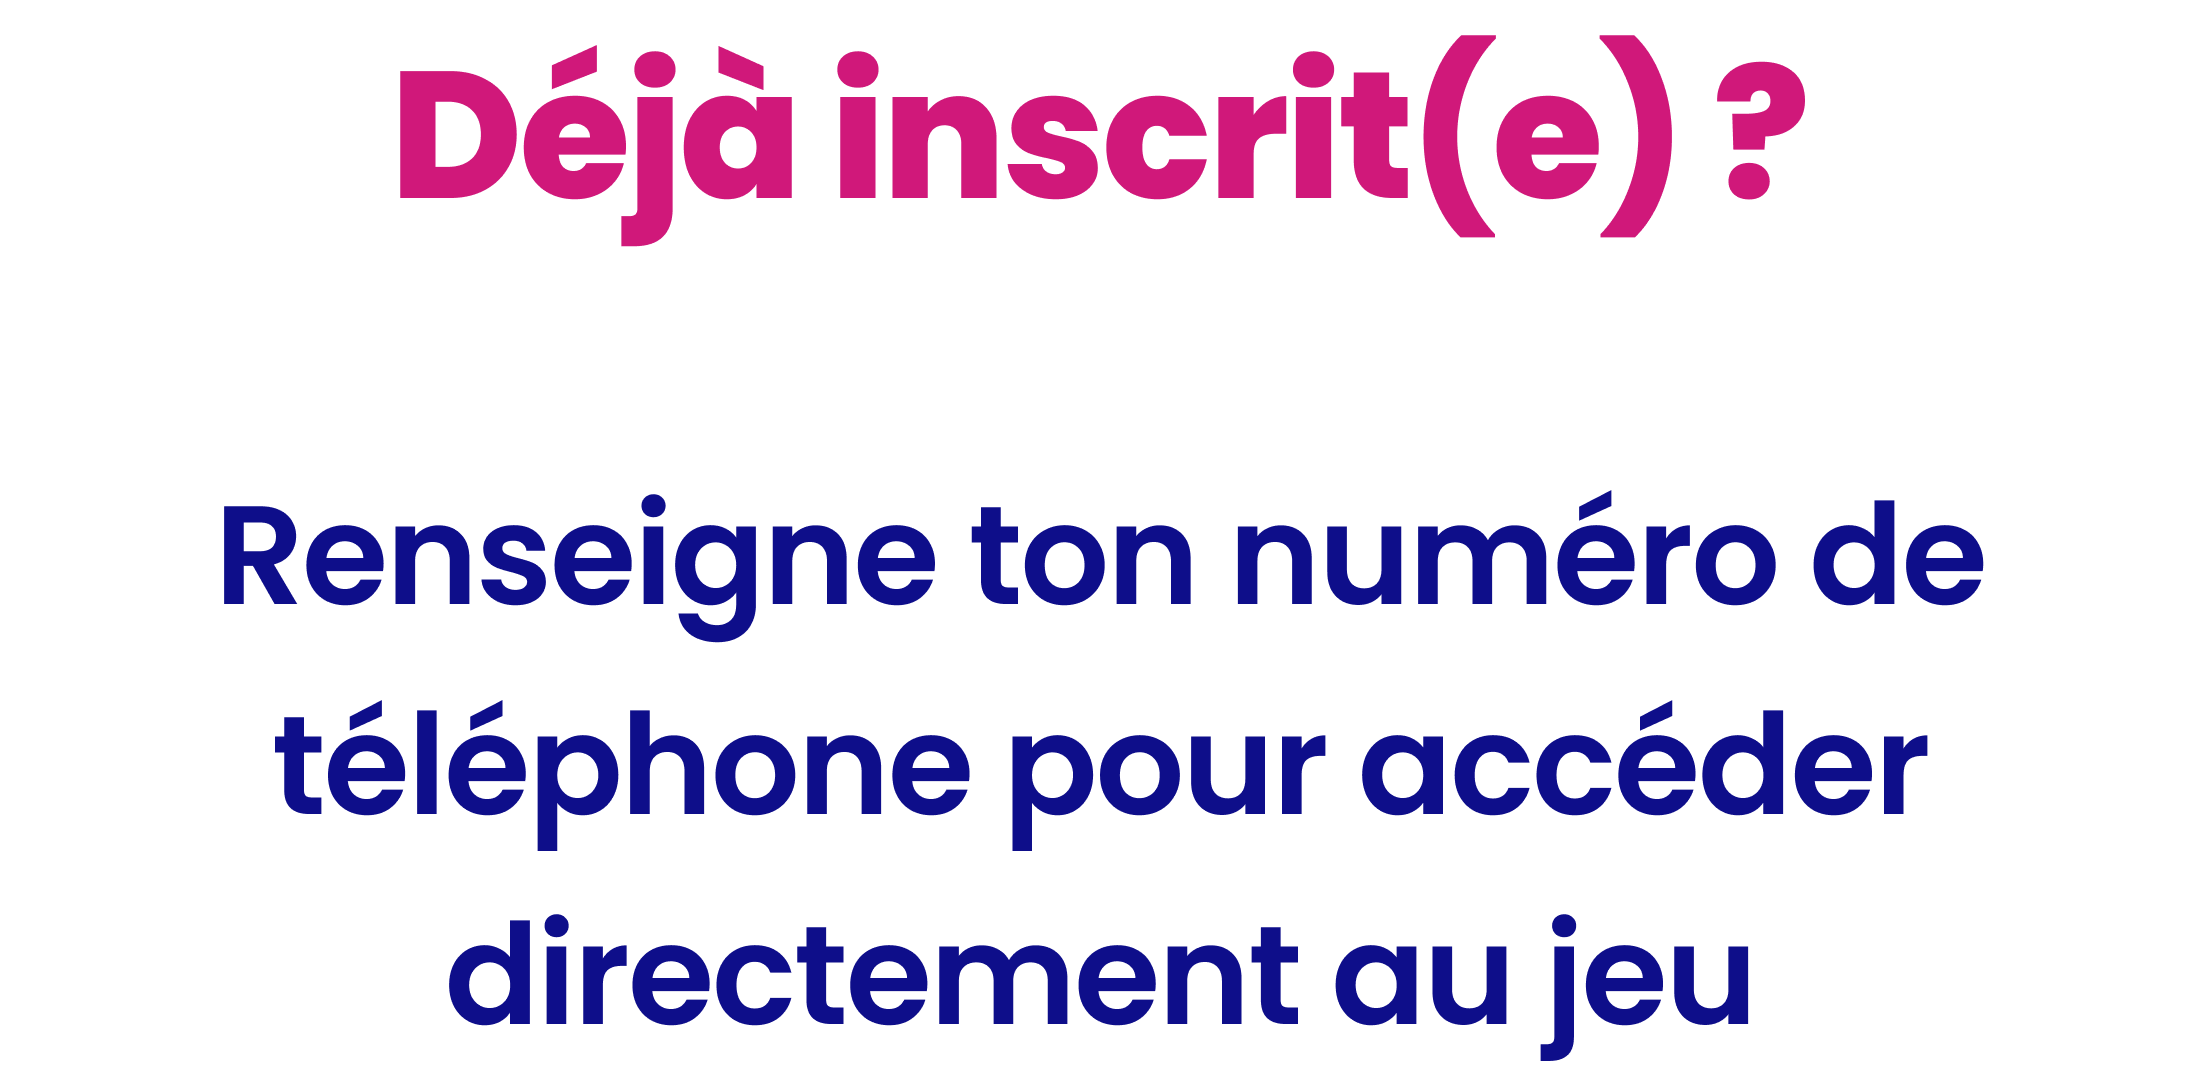 Déjà inscrit(e) ?
Renseigne ton numéro de
téléphone pour accéder
directement au jeu